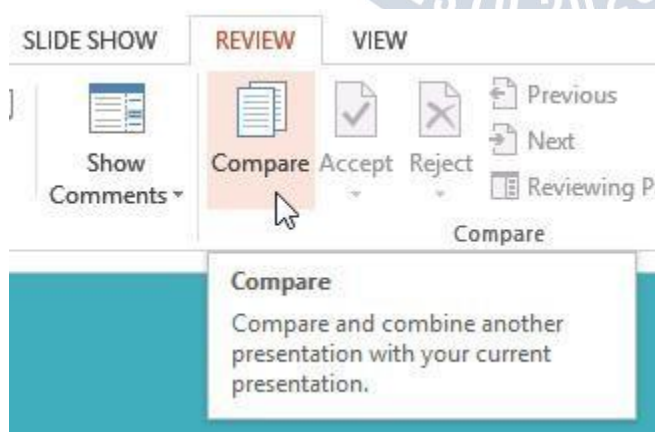 SLIDE SHOW REVIEW VIEW
Show Comments
Compare
Accept
Reject
Previous
Next
Reviewing P
Compare
Compare
Compare and combine another
presentation with your current
presentation.